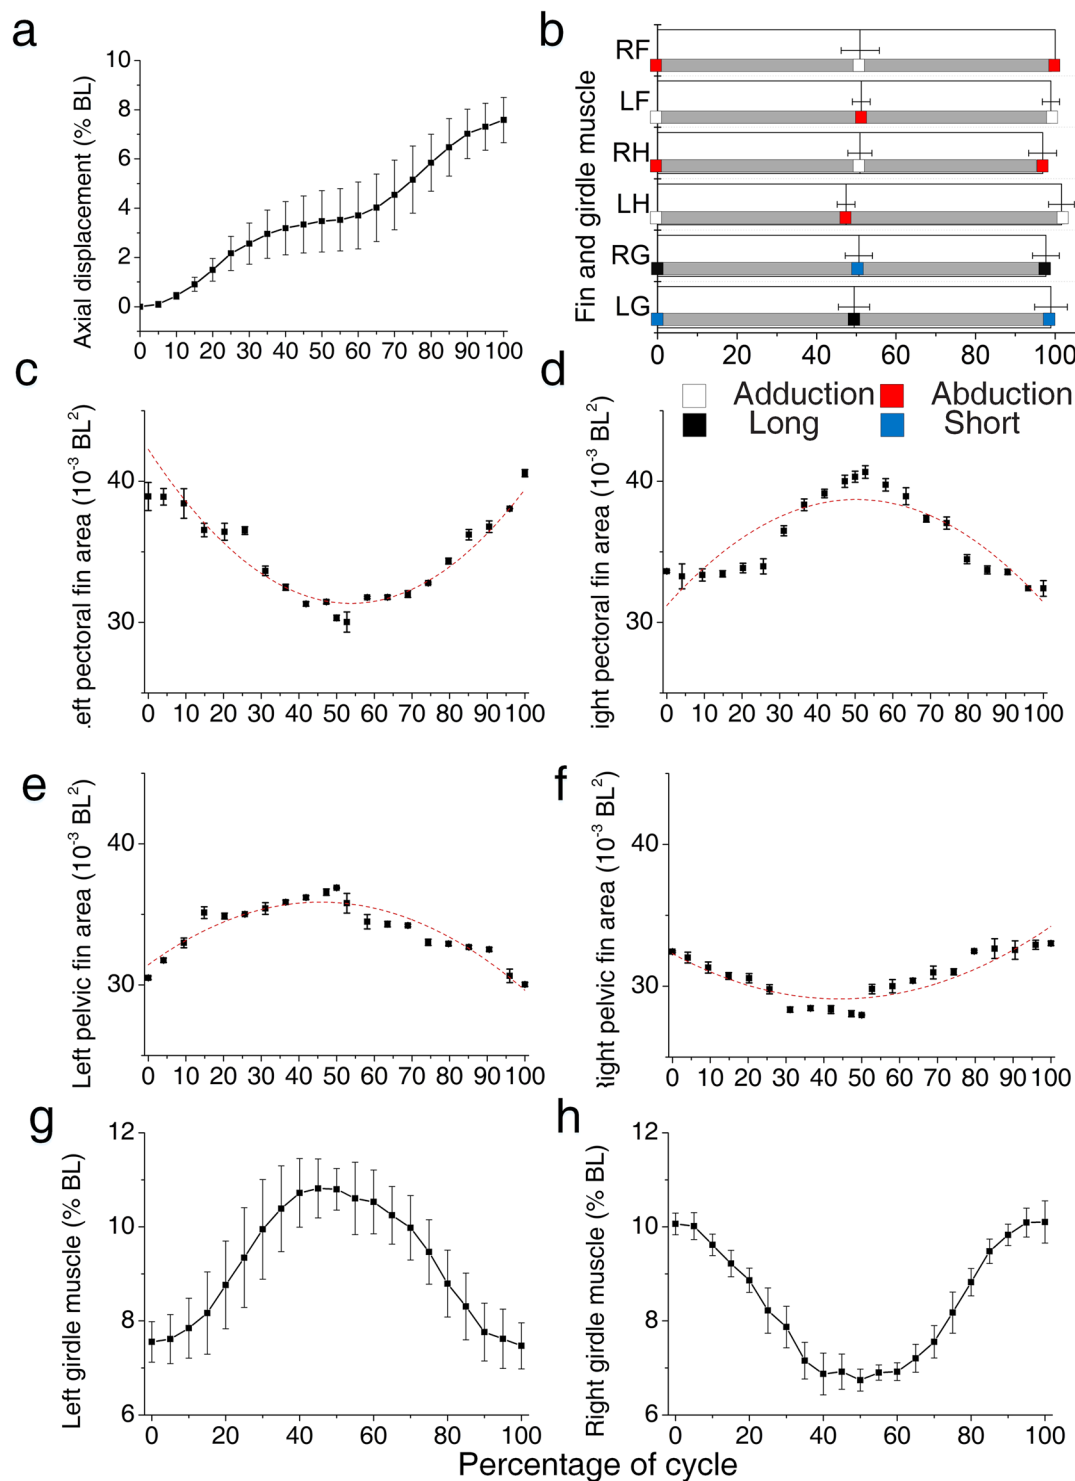 a
Axial displacement (% BL)
10
8
6
4
2
0
0 10 20 30 40 50 60 70 80 90 100
b
Fin and girdle muscle
RF
LF
RH
LH
RG
LG
0 20 40 60 80 100
Adduction Abduction
Long Short
c
eft pectoral fin area (10⁻³ BL²)
40
30
0 10 20 30 40 50 60 70 80 90 100
d
ight pectoral fin area (10⁻³ BL²)
40
30
0 10 20 30 40 50 60 70 80 90 100
e
Left pelvic fin area (10⁻³ BL²)
40
30
0 10 20 30 40 50 60 70 80 90 100
f
Right pelvic fin area (10⁻³ BL²)
40
30
0 10 20 30 40 50 60 70 80 90 100
g
Left girdle muscle (% BL)
12
10
8
6
0 20 40 60 80 100
h
Right girdle muscle (% BL)
12
10
8
6
0 20 40 60 80 100
Percentage of cycle